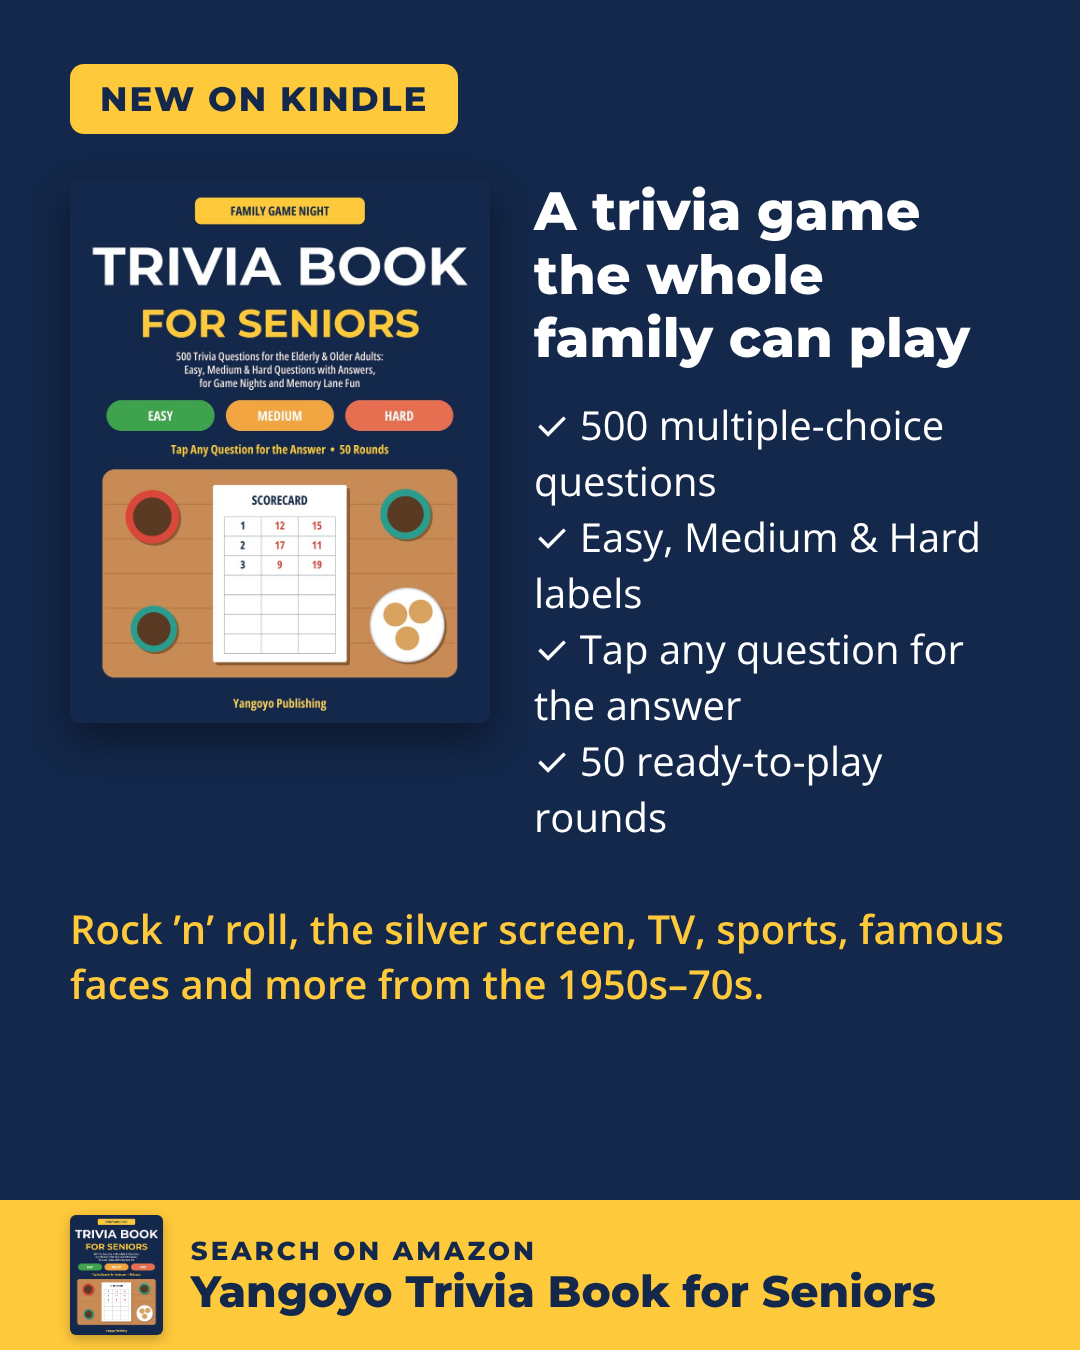 NEW ON KINDLE
FAMILY GAME NIGHT
TRIVIA BOOK
FOR SENIORS
500 Trivia Questions for the Elderly & Older Adults:
Easy, Medium & Hard Questions with Answers,
for Game Nights and Memory Lane Fun
EASY MEDIUM HARD
Tap Any Question for the Answer • 50 Rounds
SCORECARD
1 12 15
2 17 11
3 9 19
Yangoyo Publishing
A trivia game
the whole
family can play
✓ 500 multiple-choice
questions
✓ Easy, Medium & Hard
labels
✓ Tap any question for
the answer
✓ 50 ready-to-play
rounds
Rock ’n’ roll, the silver screen, TV, sports, famous
faces and more from the 1950s–70s.
TRIVIA BOOK
FOR SENIORS
SEARCH ON AMAZON
Yangoyo Trivia Book for Seniors